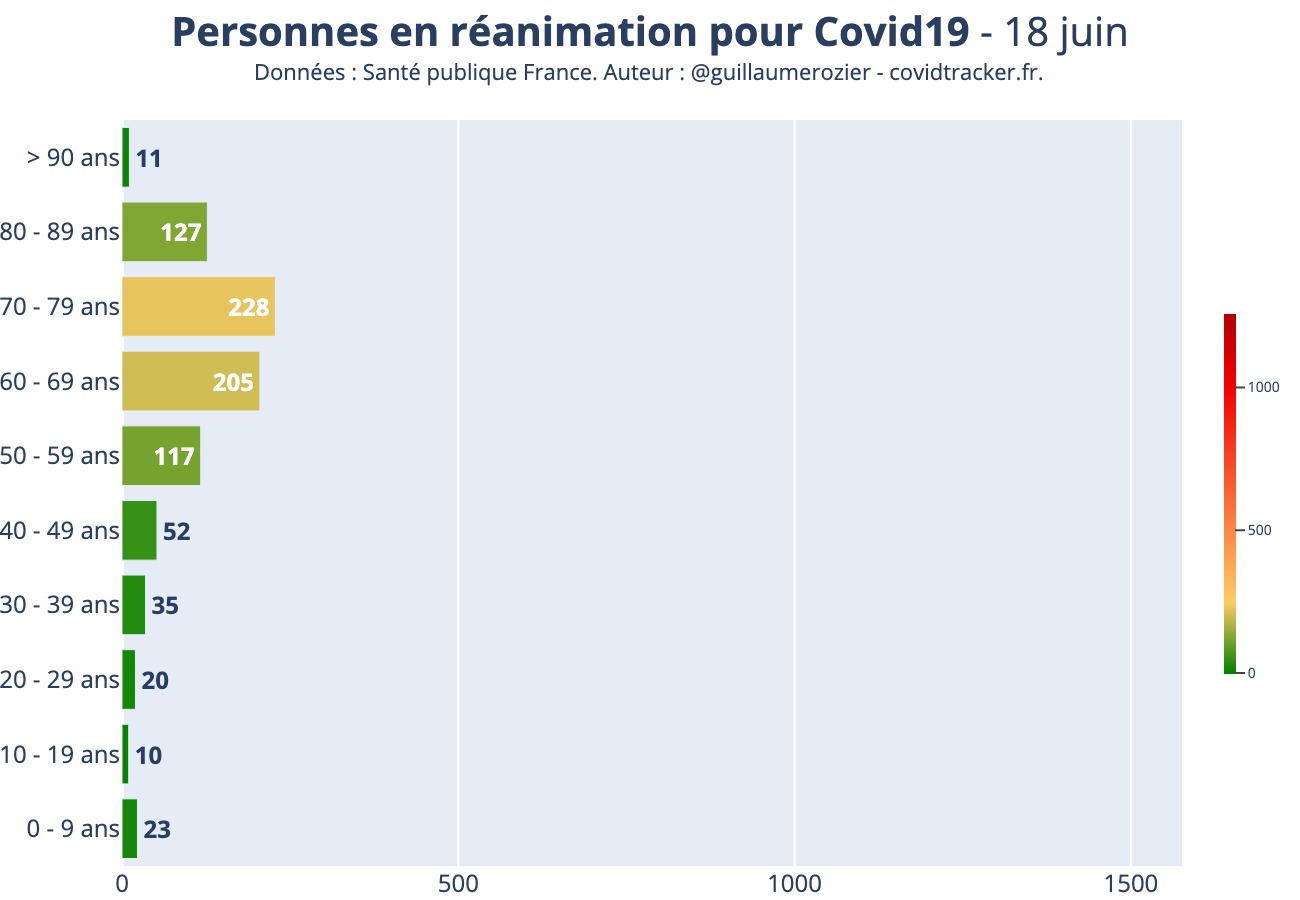 Personnes en réanimation pour Covid19 - 18 juin
Données : Santé publique France. Auteur : @guillaumerozier - covidtracker.fr.
> 90 ans 11
80 - 89 ans 127
70 - 79 ans 228
60 - 69 ans 205
50 - 59 ans 117
40 - 49 ans 52
30 - 39 ans 35
20 - 29 ans 20
10 - 19 ans 10
0 - 9 ans 23
0 500 1000 1500
1000
500
0